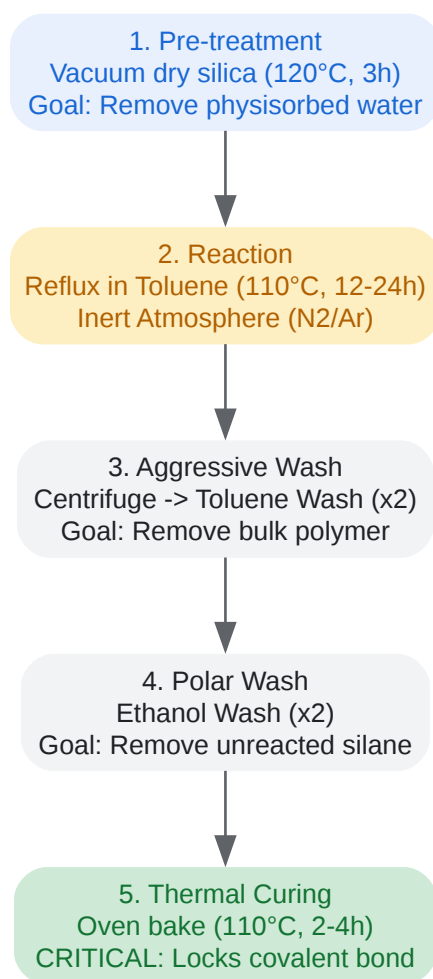 1. Pre-treatment
Vacuum dry silica (120°C, 3h)
Goal: Remove physisorbed water
2. Reaction
Reflux in Toluene (110°C, 12-24h)
Inert Atmosphere (N2/Ar)
3. Aggressive Wash
Centrifuge -> Toluene Wash (x2)
Goal: Remove bulk polymer
4. Polar Wash
Ethanol Wash (x2)
Goal: Remove unreacted silane
5. Thermal Curing
Oven bake (110°C, 2-4h)
CRITICAL: Locks covalent bond